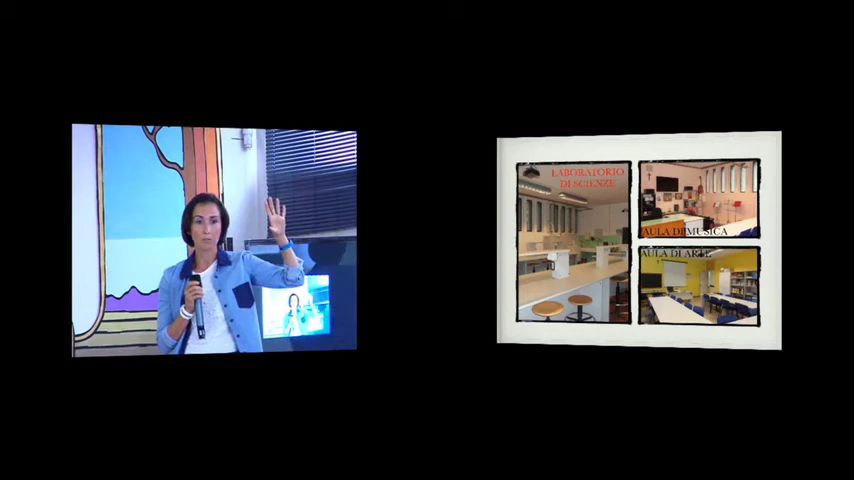 LABORATORIO
DI SCIENZE
AULA DI MUSICA
AULA DI ARTE